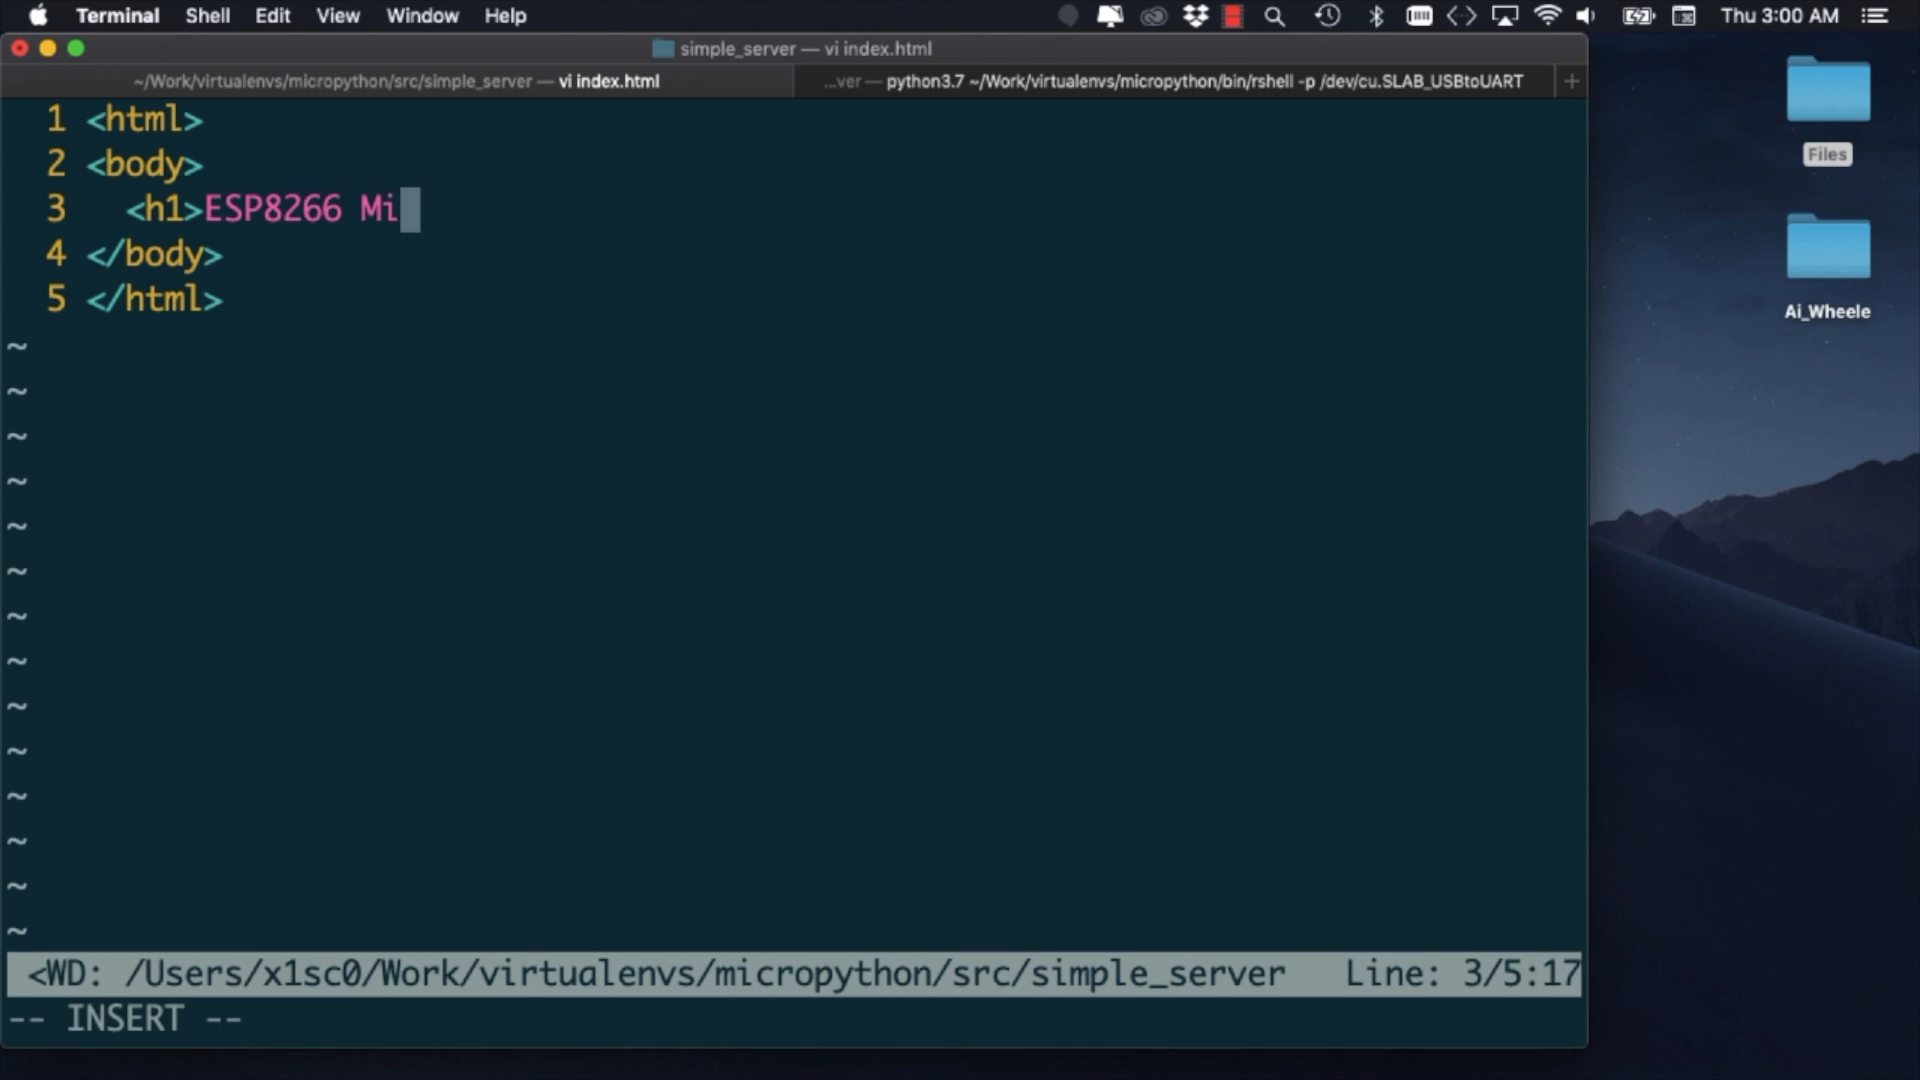 Terminal Shell Edit View Window Help Thu 3:00 AM
simple_server — vi index.html
~/Work/virtualenvs/micropython/src/simple_server — vi index.html
...ver — python3.7 ~/Work/virtualenvs/micropython/bin/rshell -p /dev/cu.SLAB_USBtoUART +
1 <html>
2 <body>
3 <h1>ESP8266 Mi
4 </body>
5 </html>
~
~
~
~
~
~
~
~
~
~
~
~
~
~
<WD: /Users/x1sc0/Work/virtualenvs/micropython/src/simple_server Line: 3/5:17
-- INSERT --
Files
Ai_Wheele